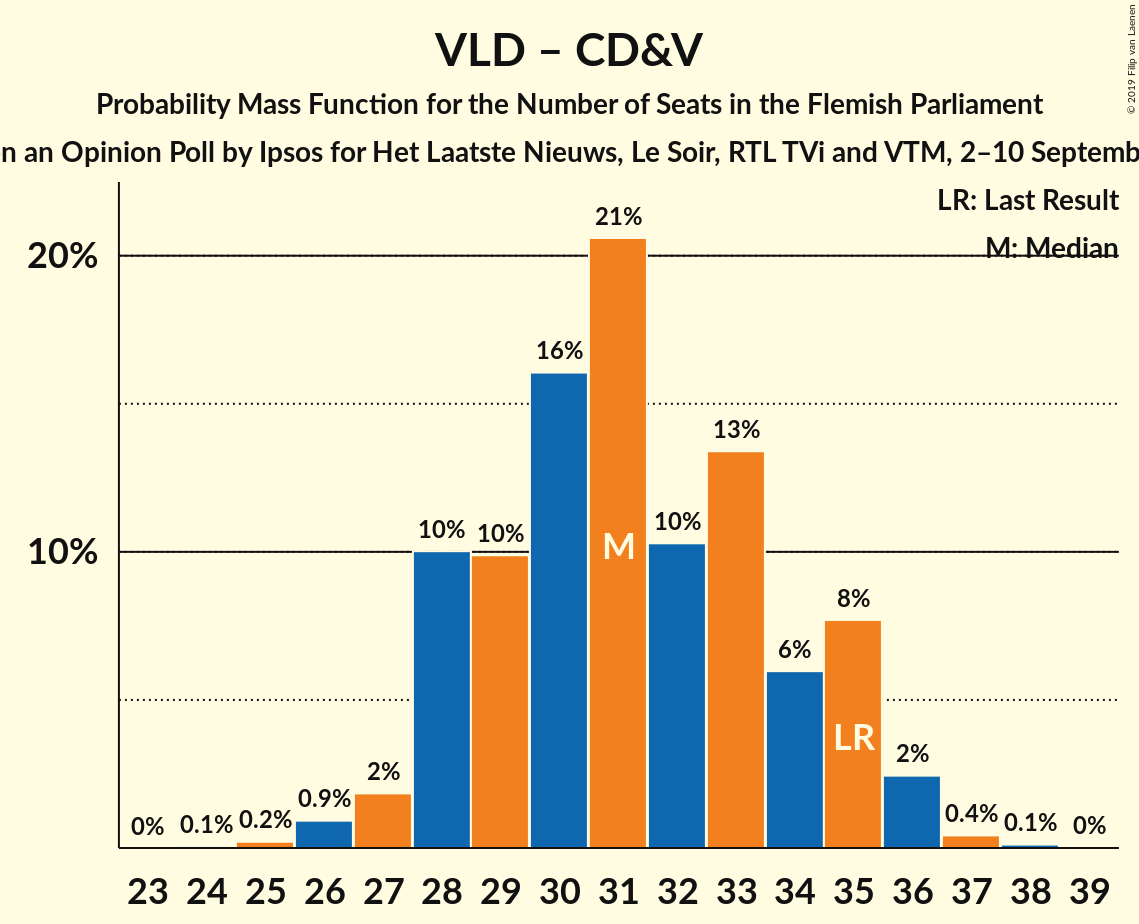 VLD – CD&V
Probability Mass Function for the Number of Seats in the Flemish Parliament
n an Opinion Poll by Ipsos for Het Laatste Nieuws, Le Soir, RTL TVi and VTM, 2–10 Septemb
© 2019 Filip van Laenen
LR: Last Result
M: Median
20%
10%
0%
0.1%
0.2%
0.9%
2%
10%
10%
16%
21%
10%
13%
6%
8%
2%
0.4%
0.1%
0%
M
LR
23 24 25 26 27 28 29 30 31 32 33 34 35 36 37 38 39